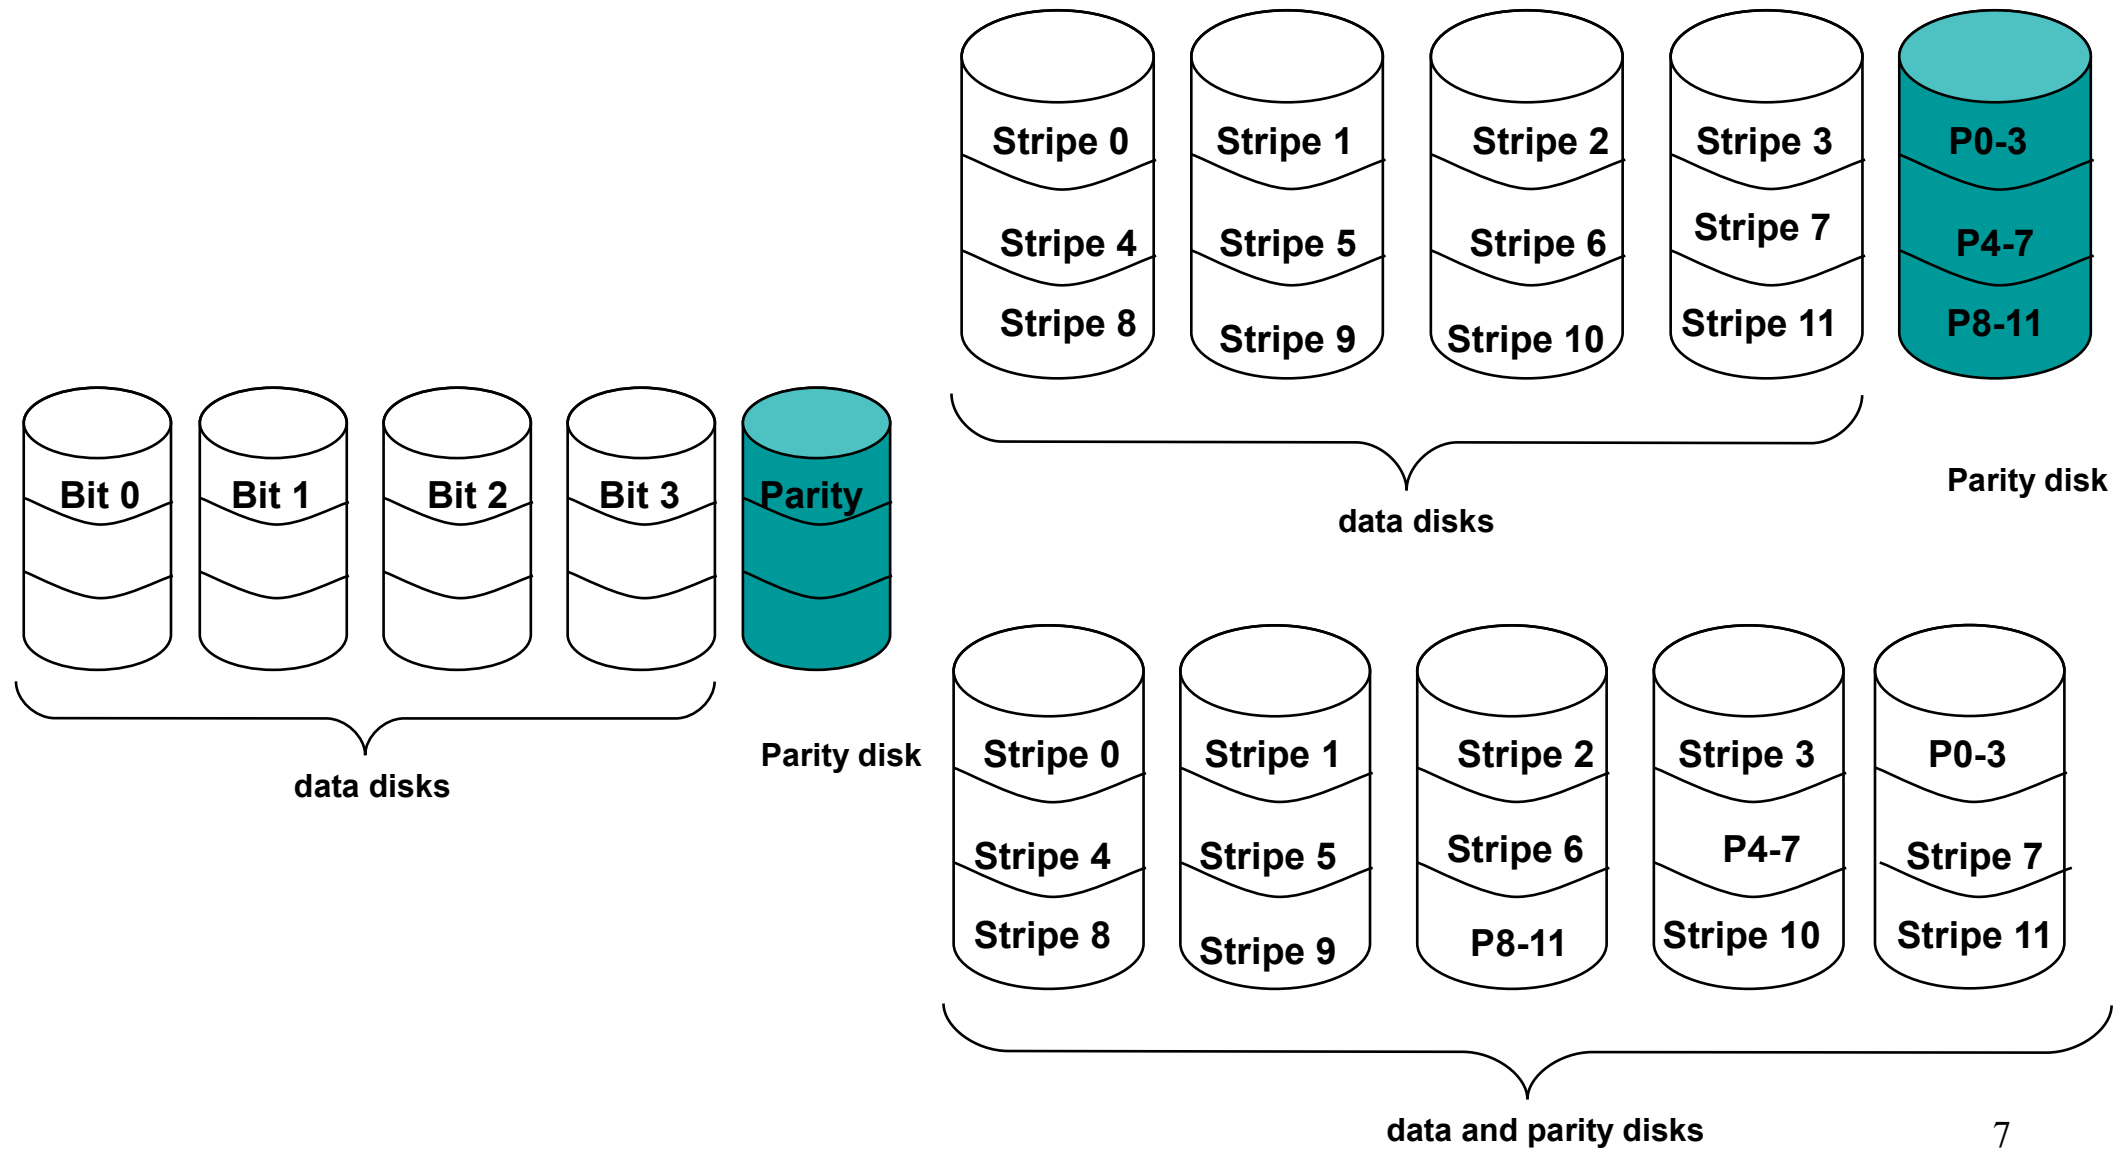 Stripe 0 Stripe 1 Stripe 2 Stripe 3 P0-3
Stripe 4 Stripe 5 Stripe 6 Stripe 7 P4-7
Stripe 8 Stripe 9 Stripe 10 Stripe 11 P8-11
data disks
Parity disk
Bit 0 Bit 1 Bit 2 Bit 3 Parity
data disks
Parity disk
Stripe 0 Stripe 1 Stripe 2 Stripe 3 P0-3
Stripe 4 Stripe 5 Stripe 6 P4-7 Stripe 7
Stripe 8 Stripe 9 P8-11 Stripe 10 Stripe 11
data and parity disks
7